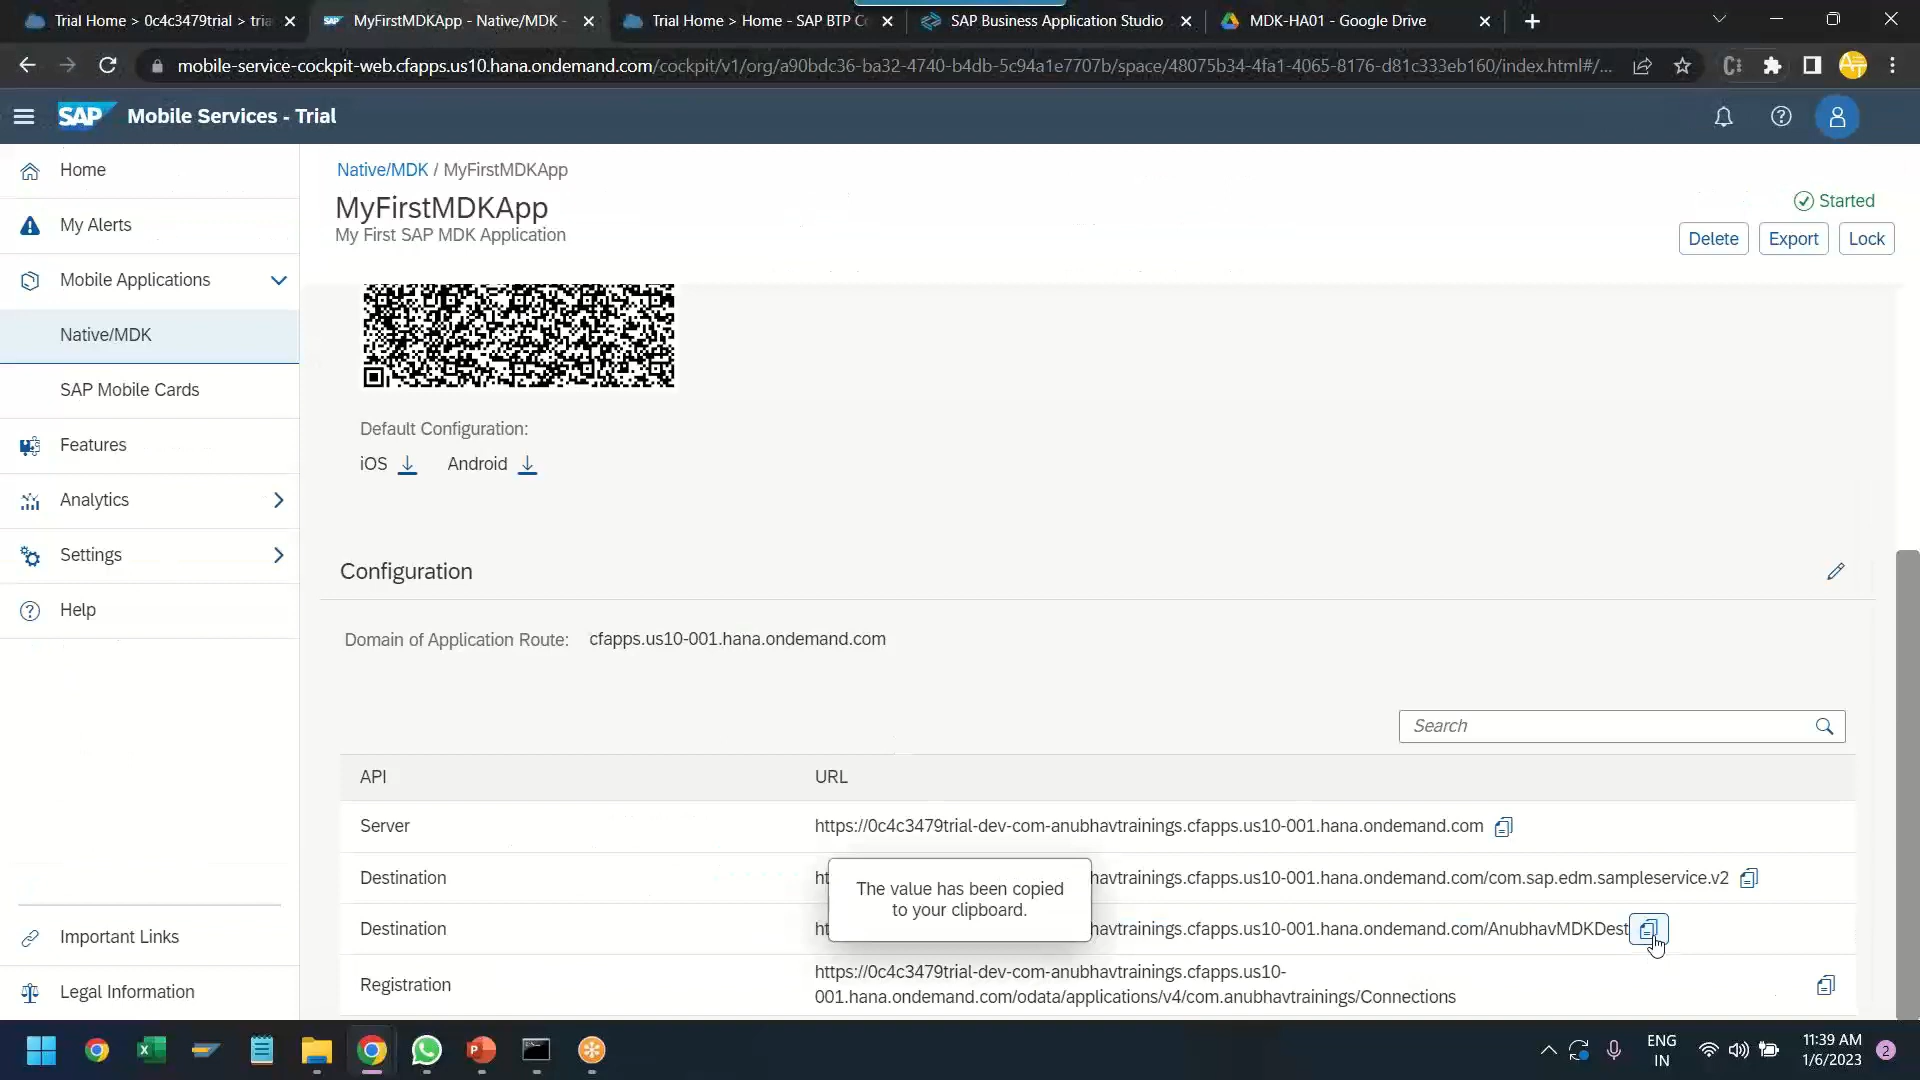 Trial Home > 0c4c3479trial > tria
MyFirstMDKApp - Native/MDK -
Trial Home > Home - SAP BTP C
SAP Business Application Studio
MDK-HA01 - Google Drive
mobile-service-cockpit-web.cfapps.us10.hana.ondemand.com/cockpit/v1/org/a90bdc36-ba32-4740-b4db-5c94a1e7707b/space/48075b34-4fa1-4065-8176-d81c333eb160/index.html#/...
SAP Mobile Services - Trial
Home
My Alerts
Mobile Applications
Native/MDK
SAP Mobile Cards
Features
Analytics
Settings
Help
Important Links
Legal Information
Native/MDK / MyFirstMDKApp
MyFirstMDKApp
My First SAP MDK Application
Started
Delete
Export
Lock
Default Configuration:
iOS
Android
Configuration
Domain of Application Route: cfapps.us10-001.hana.ondemand.com
Search
API URL
Server https://0c4c3479trial-dev-com-anubhavtrainings.cfapps.us10-001.hana.ondemand.com
Destination ht havtrainings.cfapps.us10-001.hana.ondemand.com/com.sap.edm.sampleservice.v2
The value has been copied
to your clipboard.
Destination ht havtrainings.cfapps.us10-001.hana.ondemand.com/AnubhavMDKDest
Registration https://0c4c3479trial-dev-com-anubhavtrainings.cfapps.us10-
001.hana.ondemand.com/odata/applications/v4/com.anubhavtrainings/Connections
ENG
IN
11:39 AM
1/6/2023
2